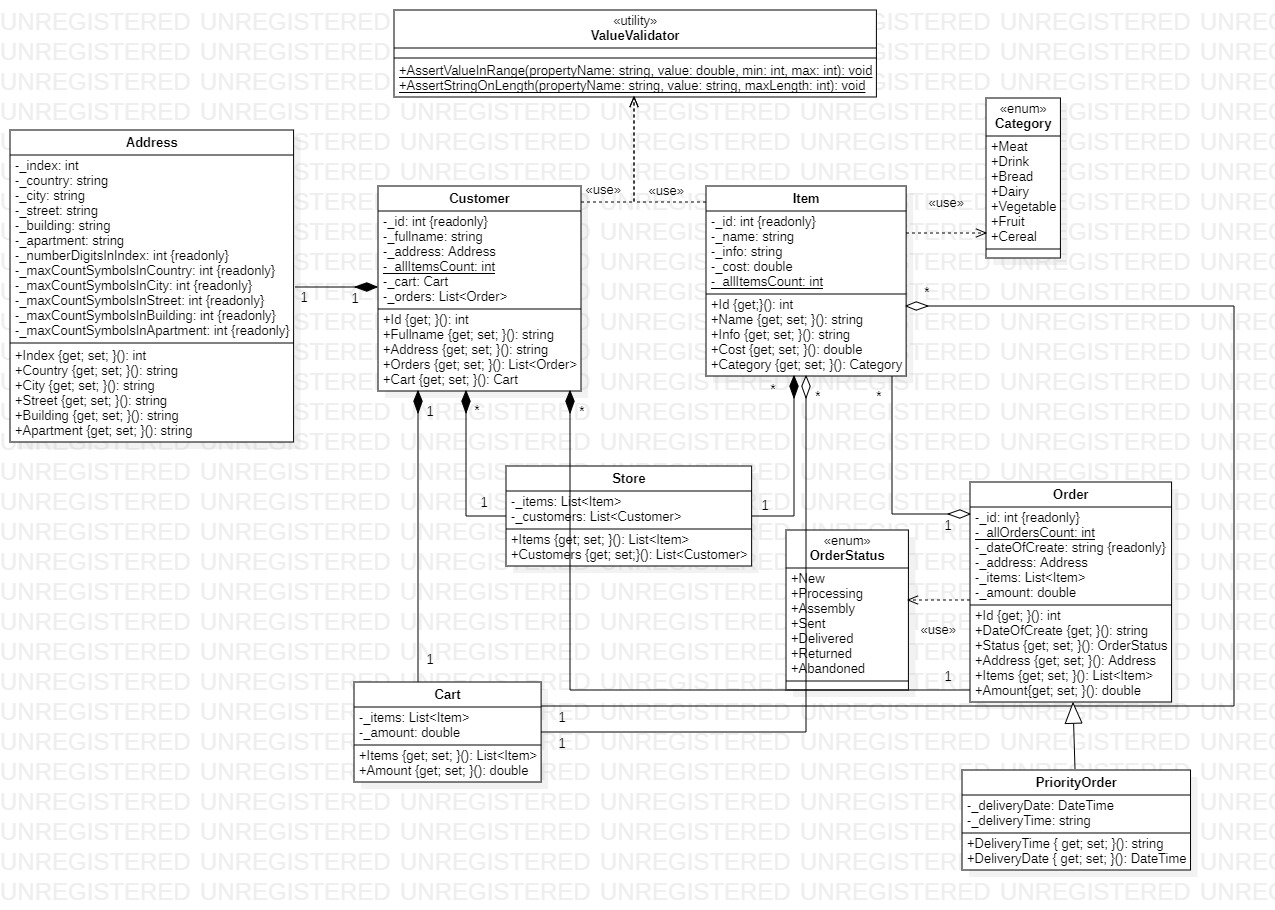 «utility»
ValueValidator
+AssertValueInRange(propertyName: string, value: double, min: int, max: int): void
+AssertStringOnLength(propertyName: string, value: string, maxLength: int): void
«enum»
Category
+Meat
+Drink
+Bread
+Dairy
+Vegetable
+Fruit
+Cereal
Address
-_index: int
-_country: string
-_city: string
-_street: string
-_building: string
-_apartment: string
-_numberDigitsInIndex: int {readonly}
-_maxCountSymbolsInCountry: int {readonly}
-_maxCountSymbolsInCity: int {readonly}
-_maxCountSymbolsInStreet: int {readonly}
-_maxCountSymbolsInBuilding: int {readonly}
-_maxCountSymbolsInApartment: int {readonly}
+Index {get; set; }(): int
+Country {get; set; }(): string
+City {get; set; }(): string
+Street {get; set; }(): string
+Building {get; set; }(): string
+Apartment {get; set; }(): string
1
1
Customer
-_id: int {readonly}
-_fullname: string
-_address: Address
-_allItemsCount: int
-_cart: Cart
-_orders: List<Order>
+Id {get; }(): int
+Fullname {get; set; }(): string
+Address {get; set; }(): string
+Orders {get; set; }(): List<Order>
+Cart {get; set; }(): Cart
«use»
«use»
Item
-_id: int {readonly}
-_name: string
-_info: string
-_cost: double
-_allItemsCount: int
+Id {get;}(): int
+Name {get; set; }(): string
+Info {get; set; }(): string
+Cost {get; set; }(): double
+Category {get; set; }(): Category
«use»
*
1
*
*
*
*
*
Store
-_items: List<Item>
-_customers: List<Customer>
+Items {get; set; }(): List<Item>
+Customers {get; set;}(): List<Customer>
1
1
«enum»
OrderStatus
+New
+Processing
+Assembly
+Sent
+Delivered
+Returned
+Abandoned
1
«use»
1
Order
-_id: int {readonly}
-_allOrdersCount: int
-_dateOfCreate: string {readonly}
-_address: Address
-_items: List<Item>
-_amount: double
+Id {get; }(): int
+DateOfCreate {get; }(): string
+Status {get; set; }(): OrderStatus
+Address {get; set; }(): Address
+Items {get; set; }(): List<Item>
+Amount{get; set; }(): double
1
Cart
-_items: List<Item>
-_amount: double
+Items {get; set; }(): List<Item>
+Amount {get; set; }(): double
1
1
PriorityOrder
-_deliveryDate: DateTime
-_deliveryTime: string
+DeliveryTime { get; set; }(): string
+DeliveryDate { get; set; }(): DateTime